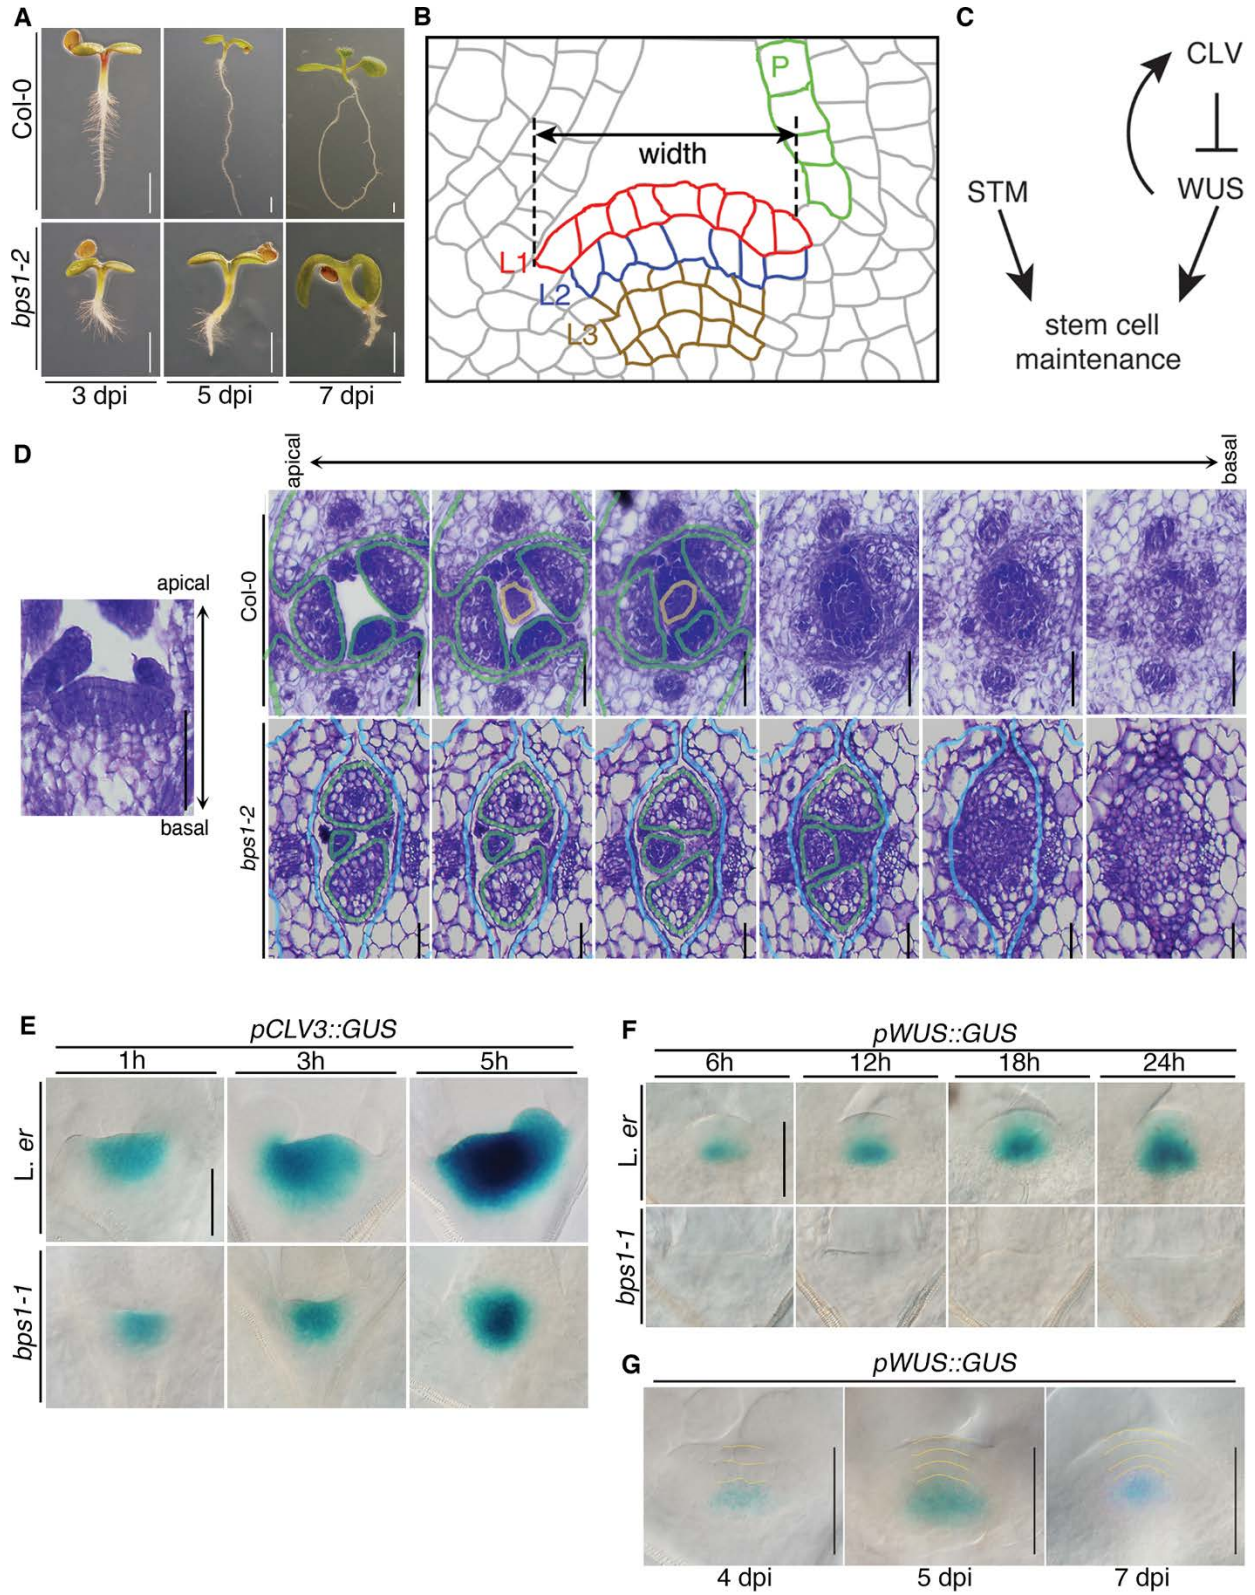 A
Col-0
bps1-2
3 dpi
5 dpi
7 dpi
B
P
width
L1
L2
L3
C
CLV
STM
WUS
stem cell
maintenance
D
apical
basal
apical
basal
Col-0
bps1-2
E
pCLV3::GUS
1h
3h
5h
L. er
bps1-1
F
pWUS::GUS
6h
12h
18h
24h
L. er
bps1-1
G
pWUS::GUS
4 dpi
5 dpi
7 dpi